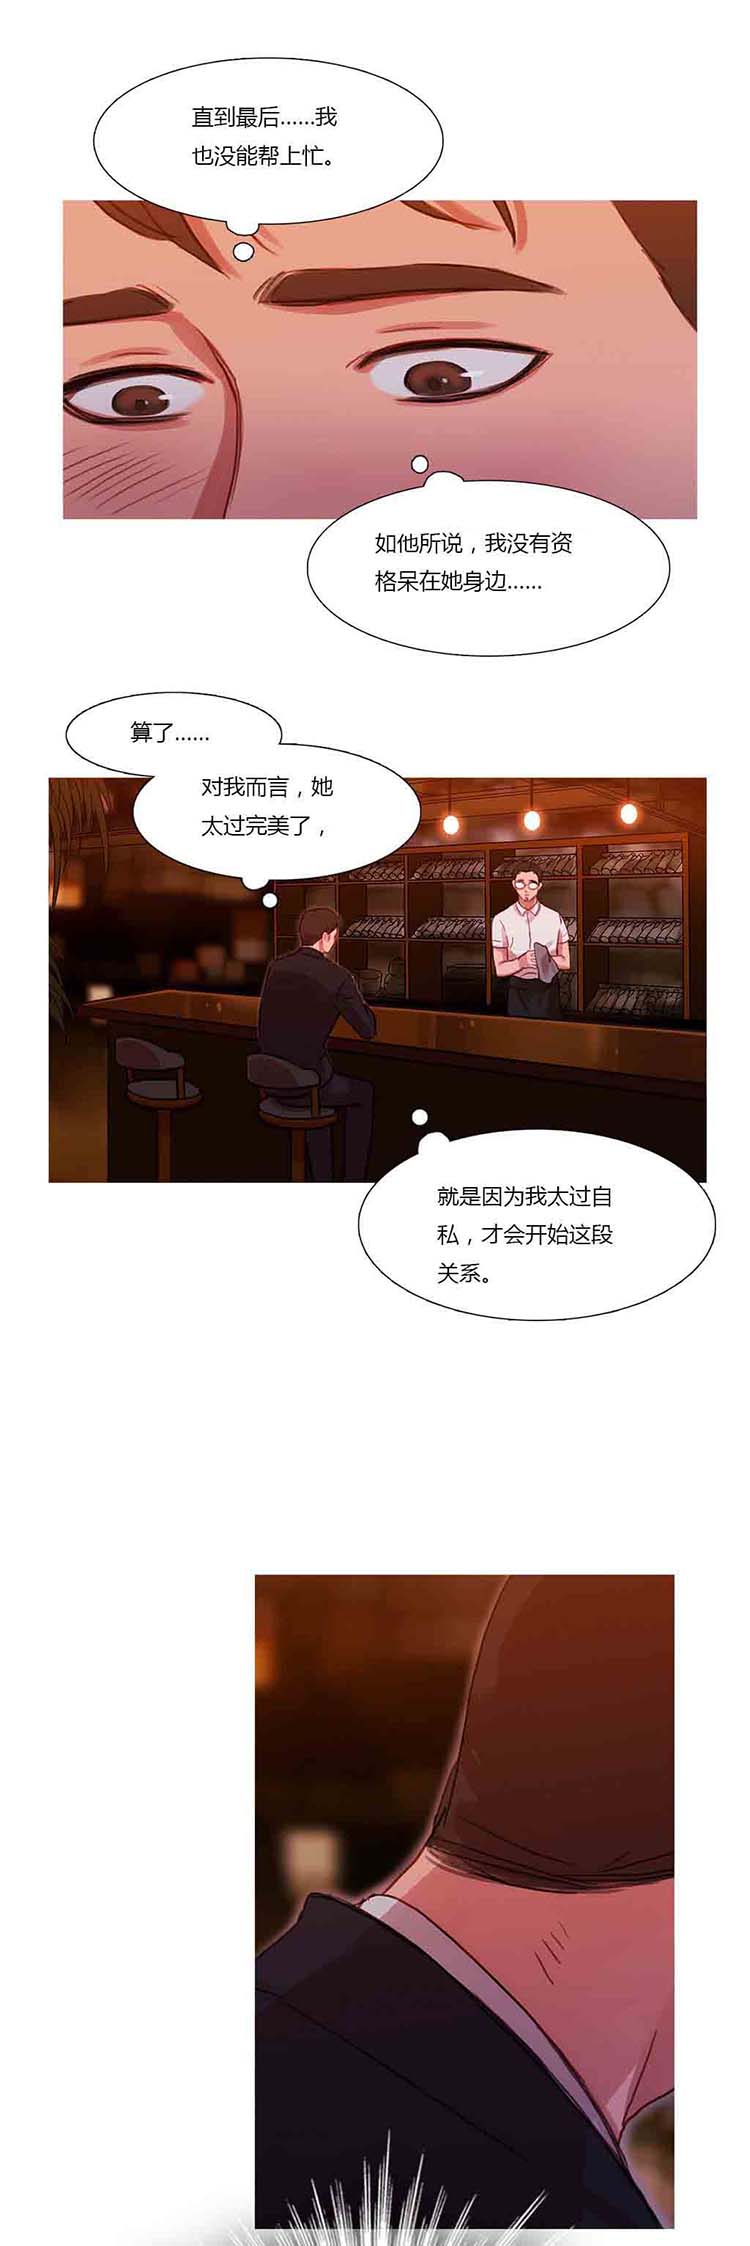 直到最后......我
也没能帮上忙。
如他所说，我没有资
格呆在她身边......
算了......
对我而言，她
太过完美了，
就是因为我太过自
私，才会开始这段
关系。